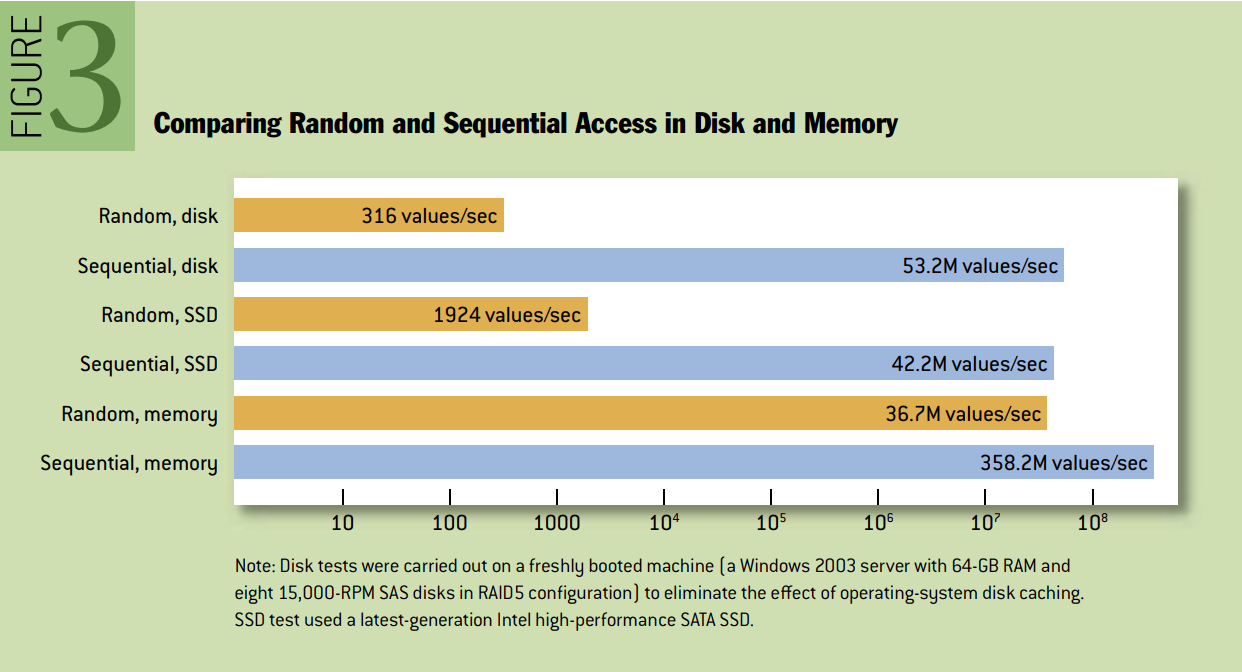 FIGURE 3
Comparing Random and Sequential Access in Disk and Memory
Random, disk 316 values/sec
Sequential, disk 53.2M values/sec
Random, SSD 1924 values/sec
Sequential, SSD 42.2M values/sec
Random, memory 36.7M values/sec
Sequential, memory 358.2M values/sec
10 100 1000 10⁴ 10⁵ 10⁶ 10⁷ 10⁸
Note: Disk tests were carried out on a freshly booted machine (a Windows 2003 server with 64-GB RAM and
eight 15,000-RPM SAS disks in RAID5 configuration) to eliminate the effect of operating-system disk caching.
SSD test used a latest-generation Intel high-performance SATA SSD.